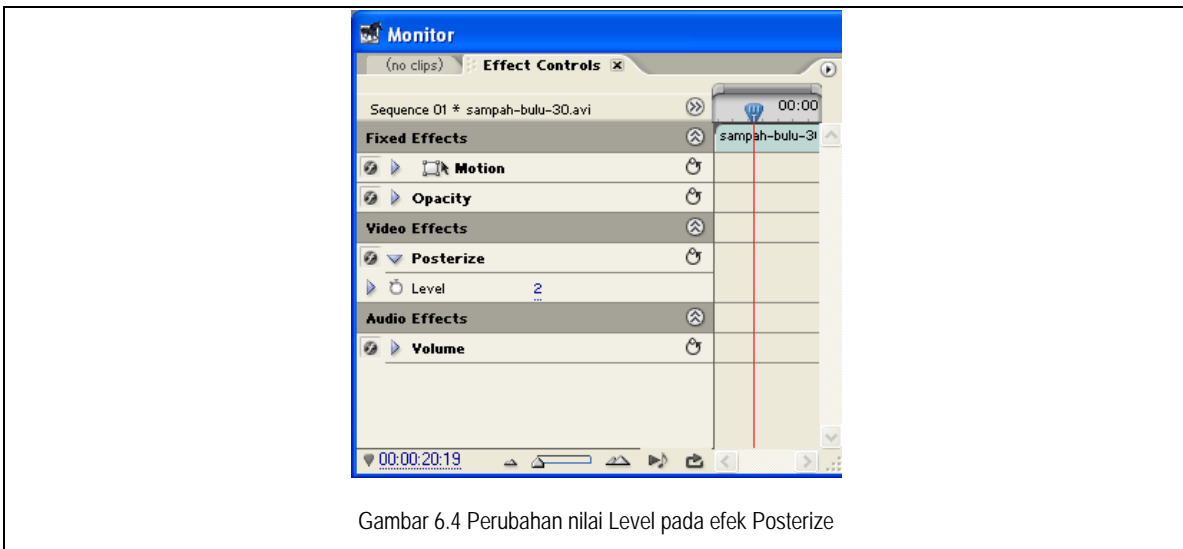 Monitor
(no clips) Effect Controls
Sequence 01 * sampah-bulu-30.avi 00:00
Fixed Effects sampah-bulu-3
Motion
Opacity
Video Effects
Posterize
Level 2
Audio Effects
Volume
00:00:20:19
Gambar 6.4 Perubahan nilai Level pada efek Posterize